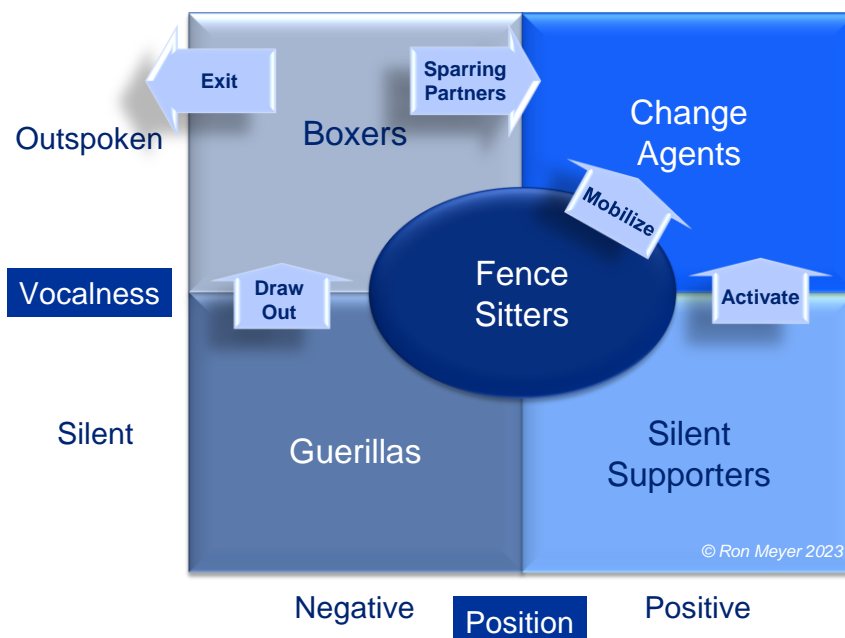 Exit
Sparring
Partners
Outspoken
Boxers
Change
Agents
Mobilize
Vocalness
Draw
Out
Fence
Sitters
Activate
Silent
Guerillas
Silent
Supporters
© Ron Meyer 2023
Negative
Position
Positive